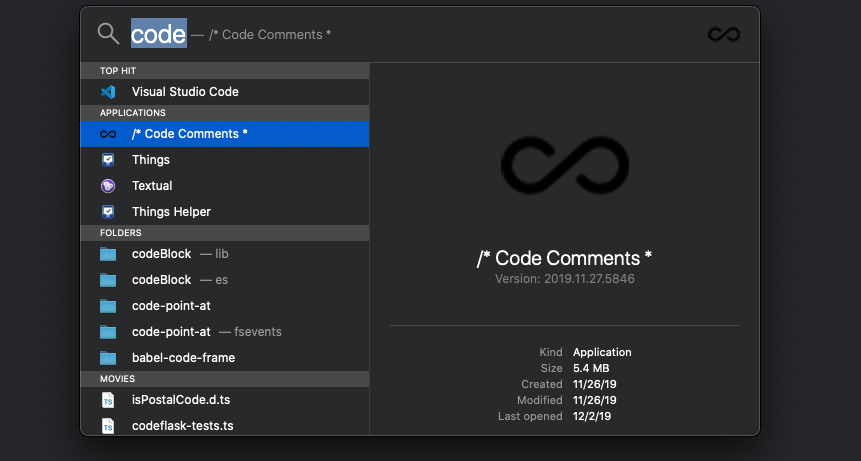 code — /* Code Comments *
TOP HIT
Visual Studio Code
APPLICATIONS
/* Code Comments *
Things
Textual
Things Helper
FOLDERS
codeBlock — lib
codeBlock — es
code-point-at
code-point-at — fsevents
babel-code-frame
MOVIES
TS isPostalCode.d.ts
TS codeflask-tests.ts
/* Code Comments *
Version: 2019.11.27.5846
Kind Application
Size 5.4 MB
Created 11/26/19
Modified 11/26/19
Last opened 12/2/19